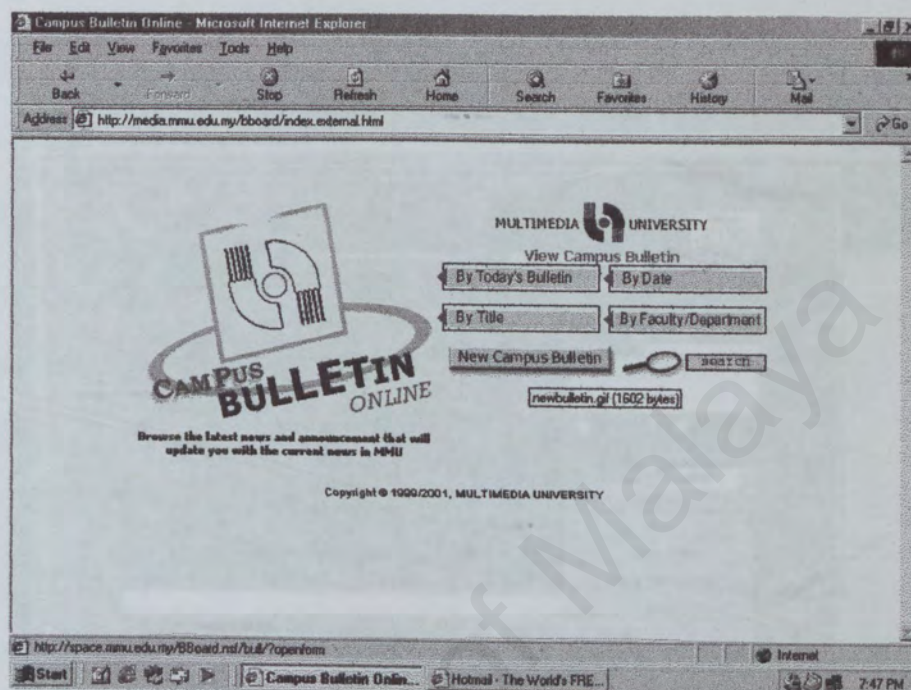 Campus Bulletin Online - Microsoft Internet Explorer
File Edit View Favorites Tools Help
Back Forward Stop Refresh Home Search Favorites History Mail
Address http://media.mmu.edu.my/bboard/index.external.html Go
MULTIMEDIA UNIVERSITY
View Campus Bulletin
By Today's Bulletin By Date
By Title By Faculty/Department
New Campus Bulletin search
newbulletin.gif (1602 bytes)
CAMPUS
BULLETIN
ONLINE
Browse the latest news and announcement that will
update you with the current news in MMU
Copyright © 1999/2001, MULTIMEDIA UNIVERSITY
of Malaya
http://space.mmu.edu.my/BBoard.nsf/bull/?openform Internet
Start Campus Bulletin Onlin... Hotmail - The World's FRE... 7:47 PM